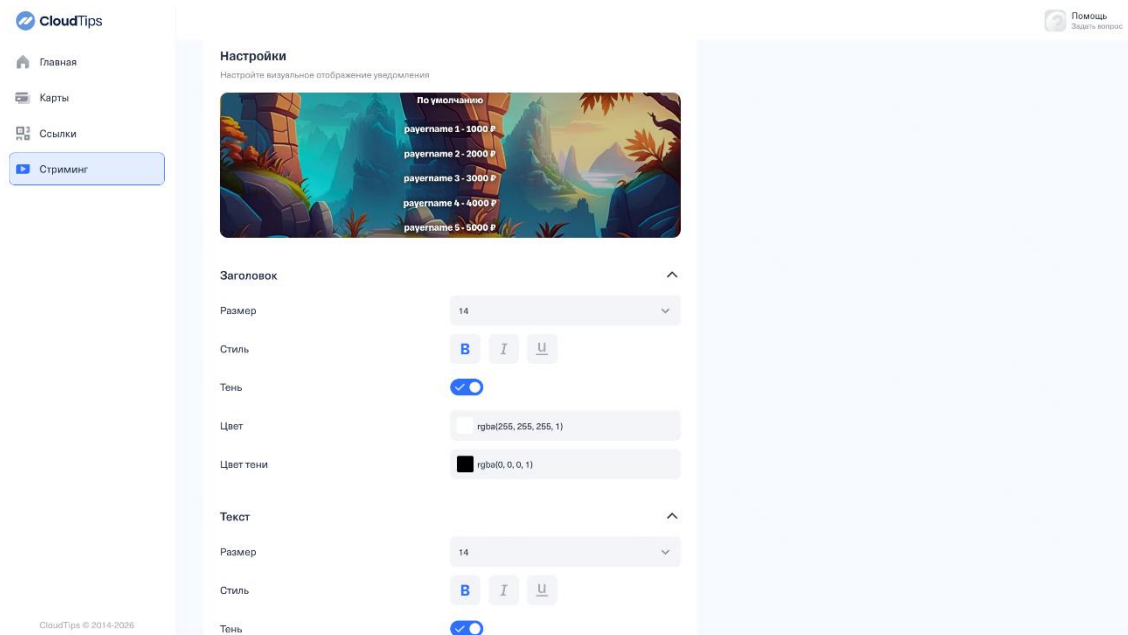 CloudTips
Помощь
Задать вопрос
Главная
Карты
Ссылки
Стриминг
Настройки
Настройте визуальное отображение уведомления
По умолчанию
payername 1 - 1000 ₽
payername 2 - 2000 ₽
payername 3 - 3000 ₽
payername 4 - 4000 ₽
payername 5 - 5000 ₽
Заголовок
Размер 14
Стиль B I U
Тень
Цвет rgba(255, 255, 255, 1)
Цвет тени rgba(0, 0, 0, 1)
Текст
Размер 14
Стиль B I U
Тень
CloudTips © 2014-2026